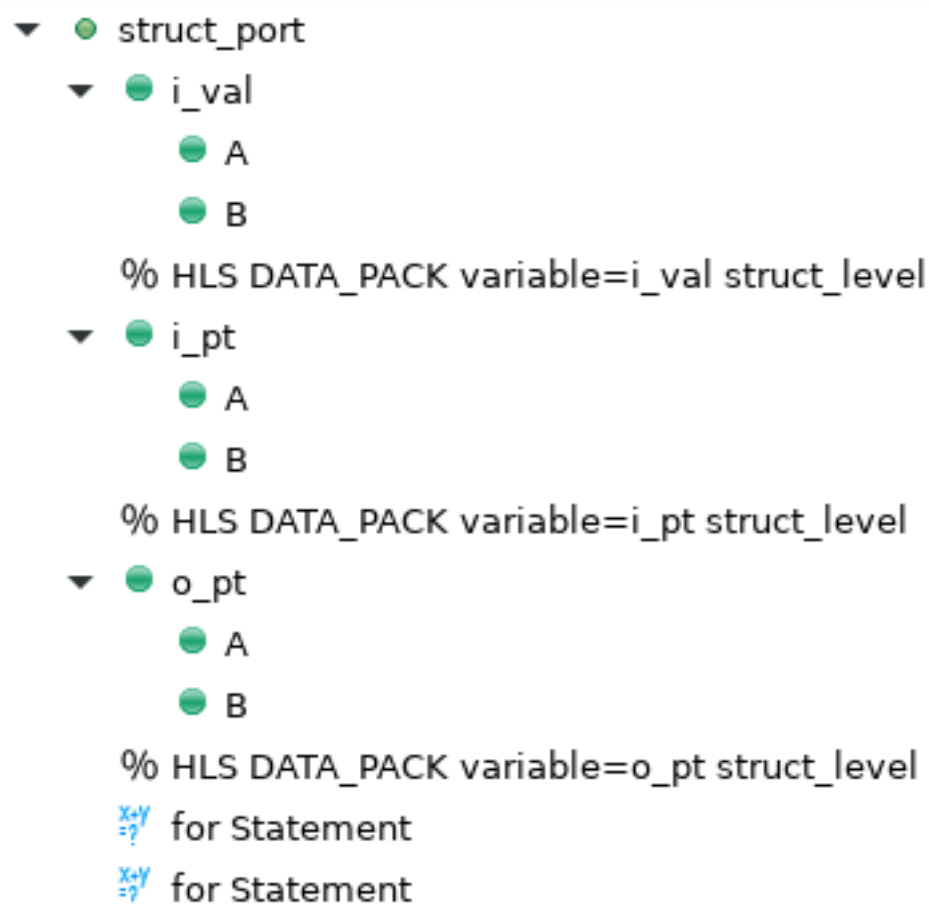 struct_port
i_val
A
B
% HLS DATA_PACK variable=i_val struct_level
i_pt
A
B
% HLS DATA_PACK variable=i_pt struct_level
o_pt
A
B
% HLS DATA_PACK variable=o_pt struct_level
x+y=? for Statement
x+y=? for Statement